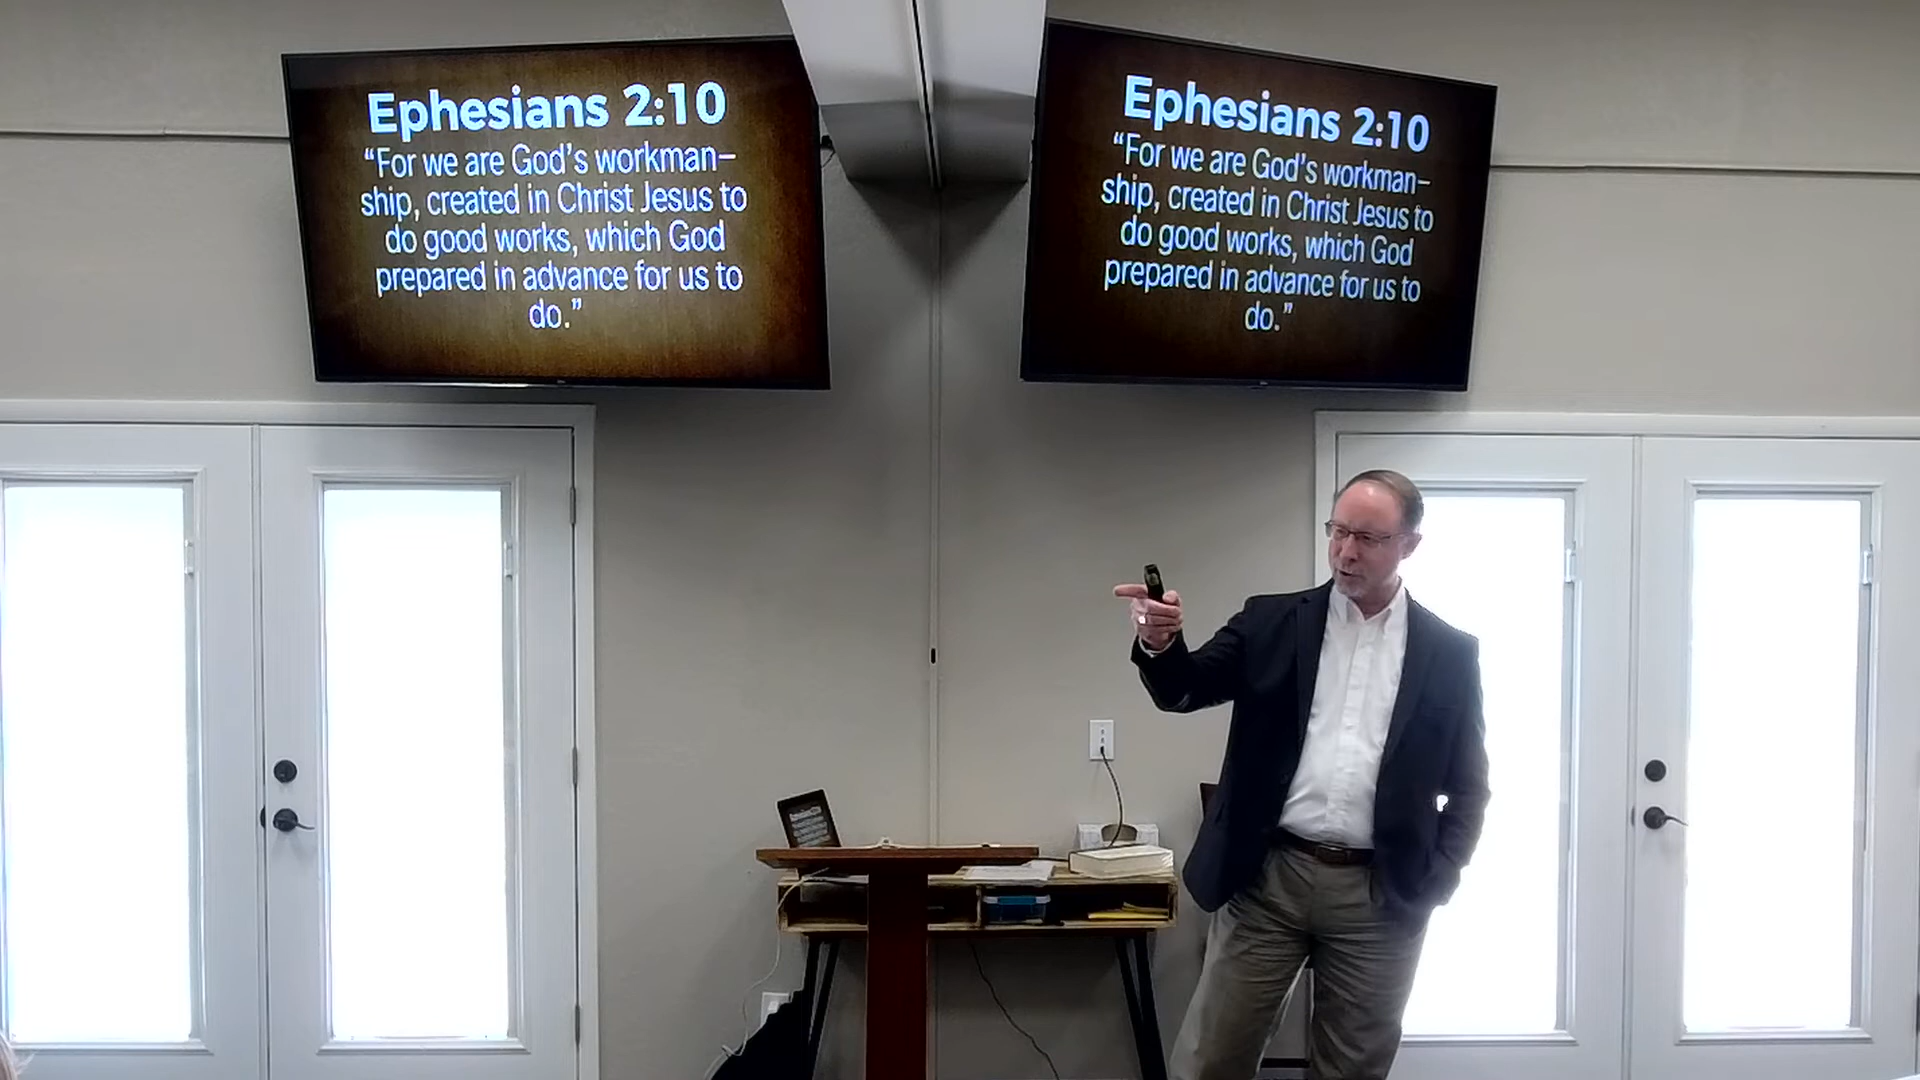 Ephesians 2:10
“For we are God’s workman–
ship, created in Christ Jesus to
do good works, which God
prepared in advance for us to
do.”
Ephesians 2:10
“For we are God’s workman–
ship, created in Christ Jesus to
do good works, which God
prepared in advance for us to
do.”